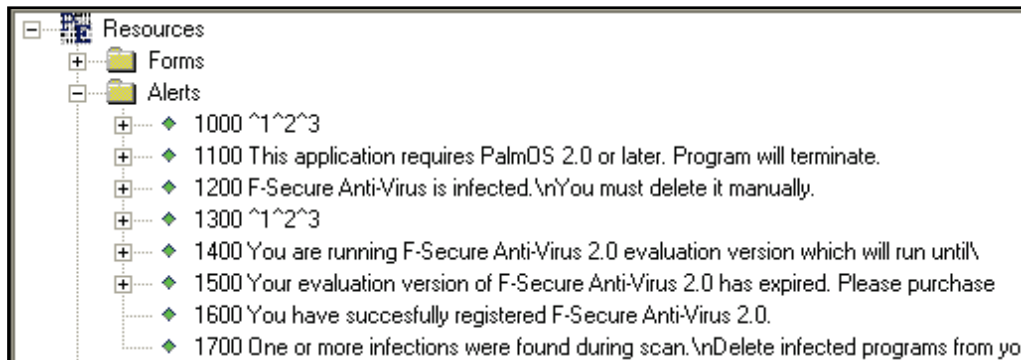 Resources
Forms
Alerts
1000 ^1^2^3
1100 This application requires PalmOS 2.0 or later. Program will terminate.
1200 F-Secure Anti-Virus is infected.\nYou must delete it manually.
1300 ^1^2^3
1400 You are running F-Secure Anti-Virus 2.0 evaluation version which will run until\
1500 Your evaluation version of F-Secure Anti-Virus 2.0 has expired. Please purchase
1600 You have succesfully registered F-Secure Anti-Virus 2.0.
1700 One or more infections were found during scan.\nDelete infected programs from yo